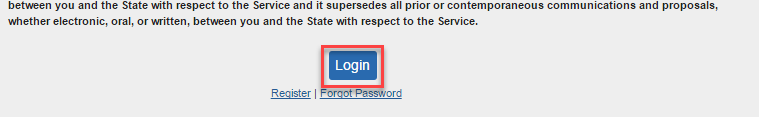 between you and the State with respect to the Service and it supersedes all prior or contemporaneous communications and proposals,
whether electronic, oral, or written, between you and the State with respect to the Service.
Login
Register | Forgot Password